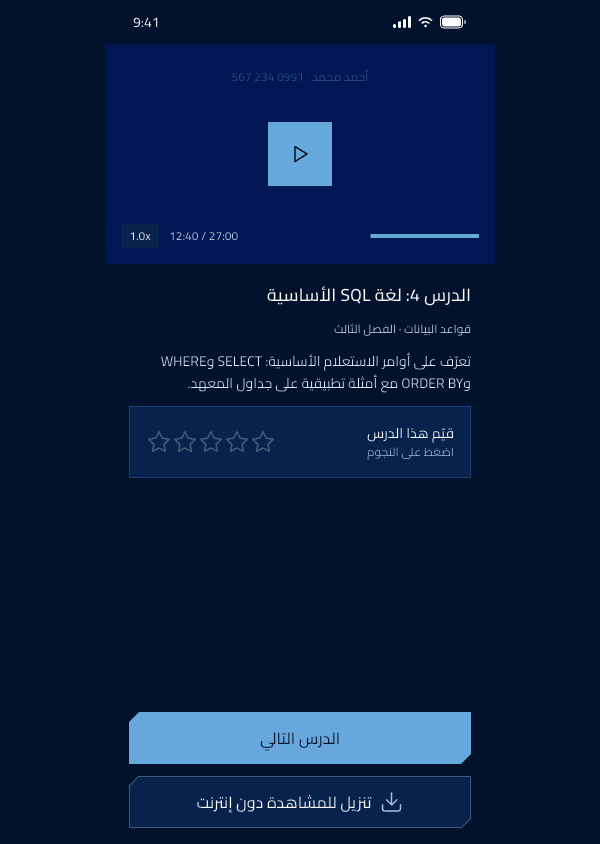 9:41
أحمد محمد · 0991 234 567
1.0x
12:40 / 27:00
الدرس 4: لغة SQL الأساسية
قواعد البيانات · الفصل الثالث
تعرّف على أوامر الاستعلام الأساسية: SELECT وWHERE
وORDER BY مع أمثلة تطبيقية على جداول المعهد.
قيّم هذا الدرس
اضغط على النجوم
الدرس التالي
تنزيل للمشاهدة دون إنترنت